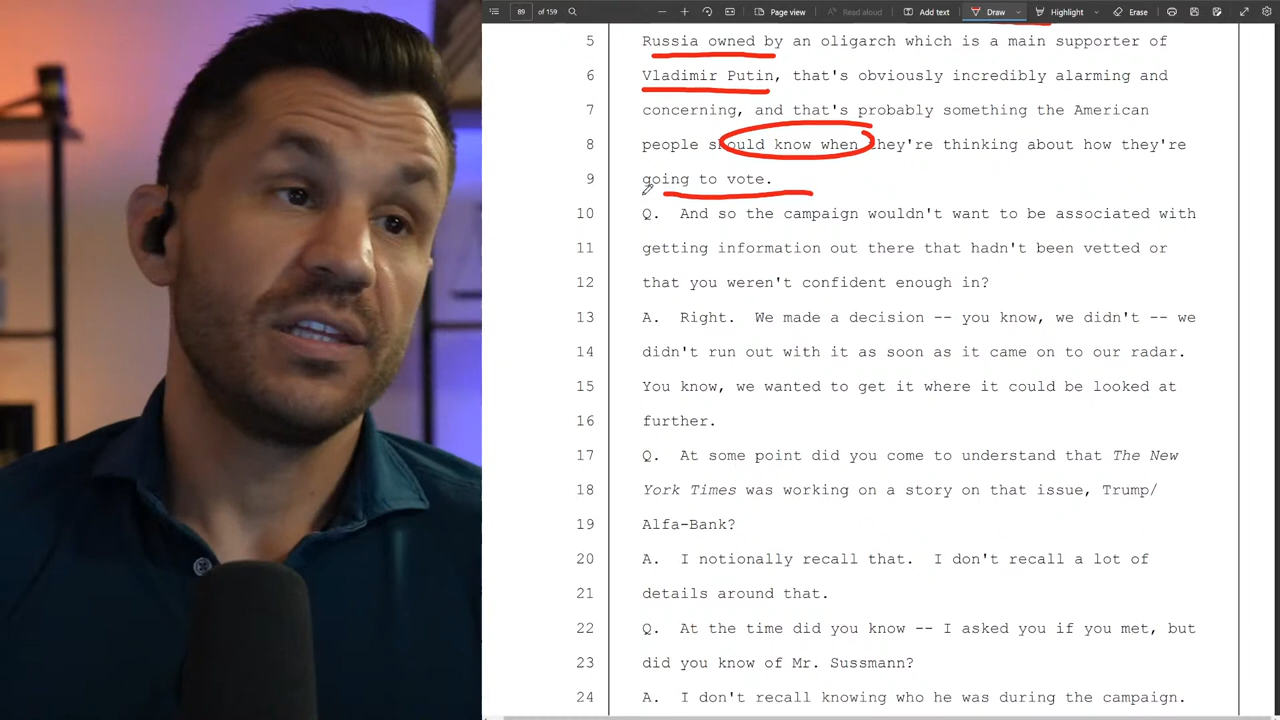 89 of 159 Page view Read aloud Add text Draw Highlight Erase
5 Russia owned by an oligarch which is a main supporter of
6 Vladimir Putin, that's obviously incredibly alarming and
7 concerning, and that's probably something the American
8 people should know when they're thinking about how they're
9 going to vote.
10 Q. And so the campaign wouldn't want to be associated with
11 getting information out there that hadn't been vetted or
12 that you weren't confident enough in?
13 A. Right. We made a decision -- you know, we didn't -- we
14 didn't run out with it as soon as it came on to our radar.
15 You know, we wanted to get it where it could be looked at
16 further.
17 Q. At some point did you come to understand that The New
18 York Times was working on a story on that issue, Trump/
19 Alfa-Bank?
20 A. I notionally recall that. I don't recall a lot of
21 details around that.
22 Q. At the time did you know -- I asked you if you met, but
23 did you know of Mr. Sussmann?
24 A. I don't recall knowing who he was during the campaign.